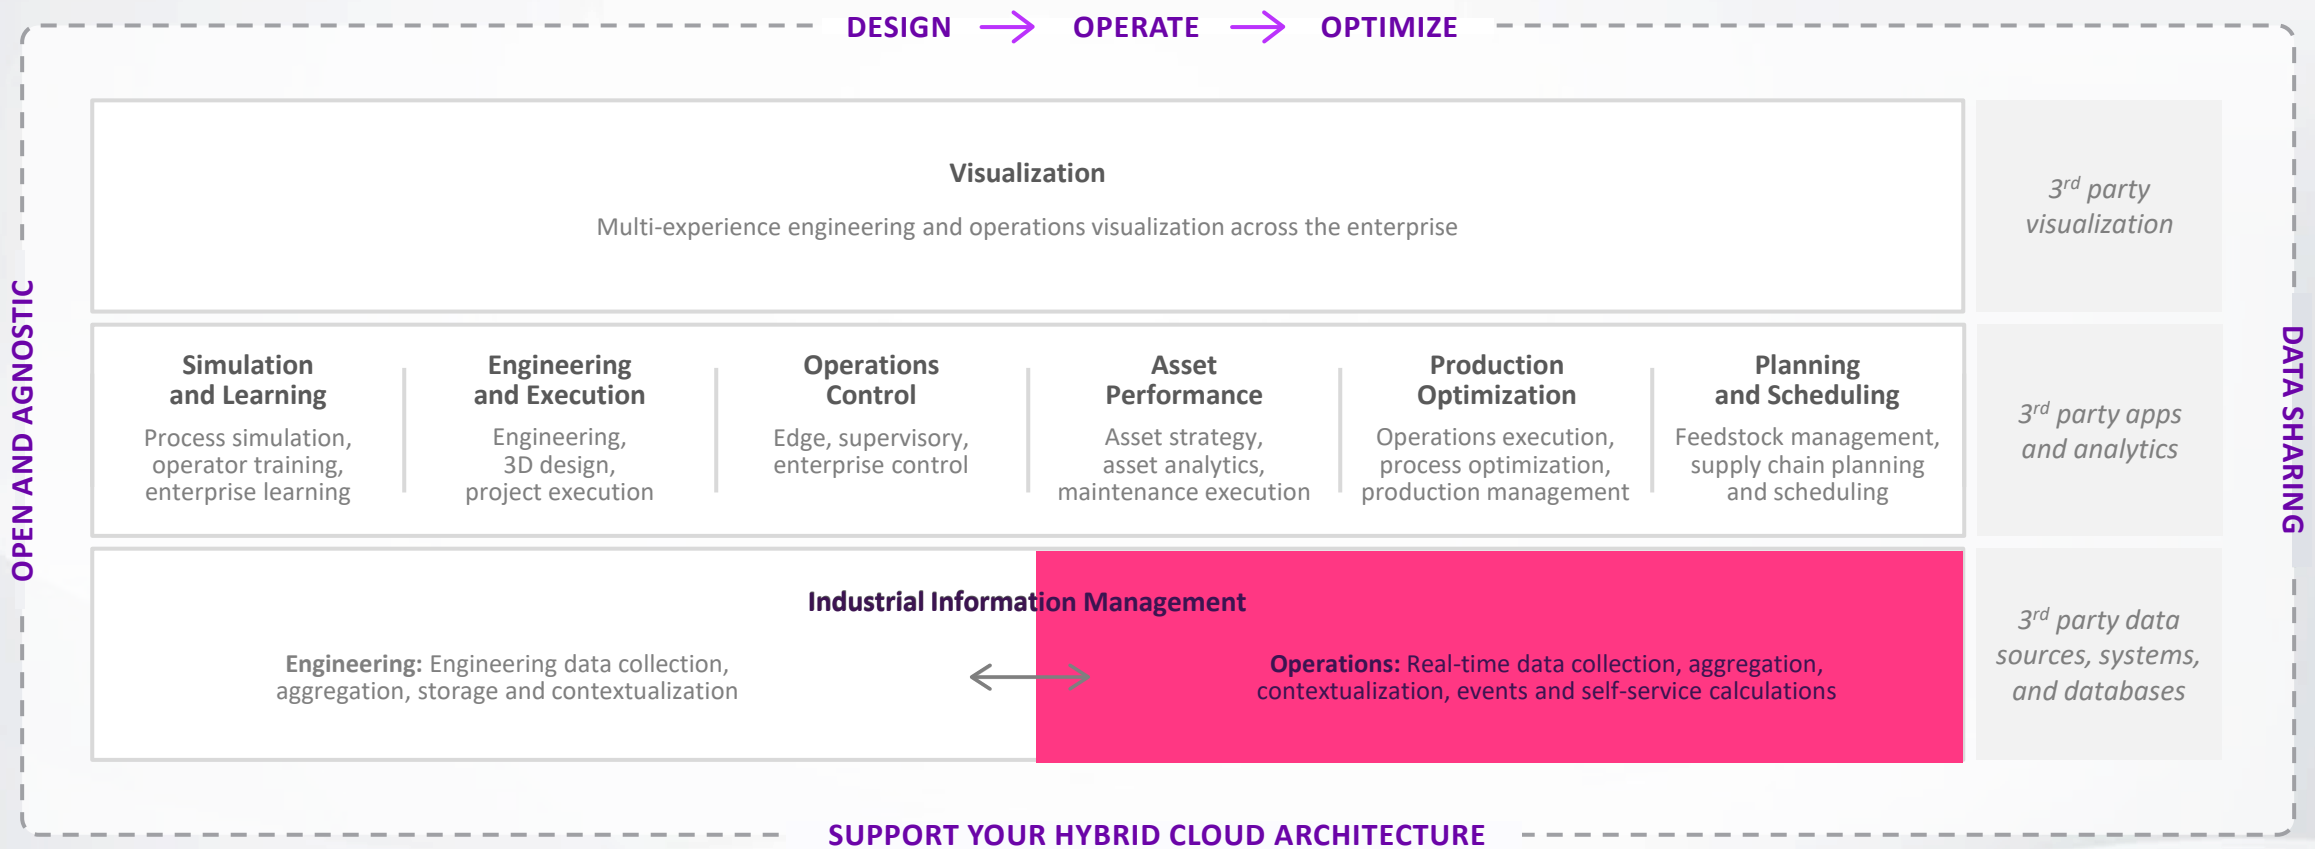 DESIGN → OPERATE → OPTIMIZE
OPEN AND AGNOSTIC
Visualization
Multi-experience engineering and operations visualization across the enterprise
3rd party
visualization
Simulation
and Learning
Process simulation,
operator training,
enterprise learning
Engineering
and Execution
Engineering,
3D design,
project execution
Operations
Control
Edge, supervisory,
enterprise control
Asset
Performance
Asset strategy,
asset analytics,
maintenance execution
Production
Optimization
Operations execution,
process optimization,
production management
Planning
and Scheduling
Feedstock management,
supply chain planning
and scheduling
3rd party apps
and analytics
Industrial Information Management
Engineering: Engineering data collection,
aggregation, storage and contextualization
Operations: Real-time data collection, aggregation,
contextualization, events and self-service calculations
3rd party data
sources, systems,
and databases
DATA SHARING
SUPPORT YOUR HYBRID CLOUD ARCHITECTURE